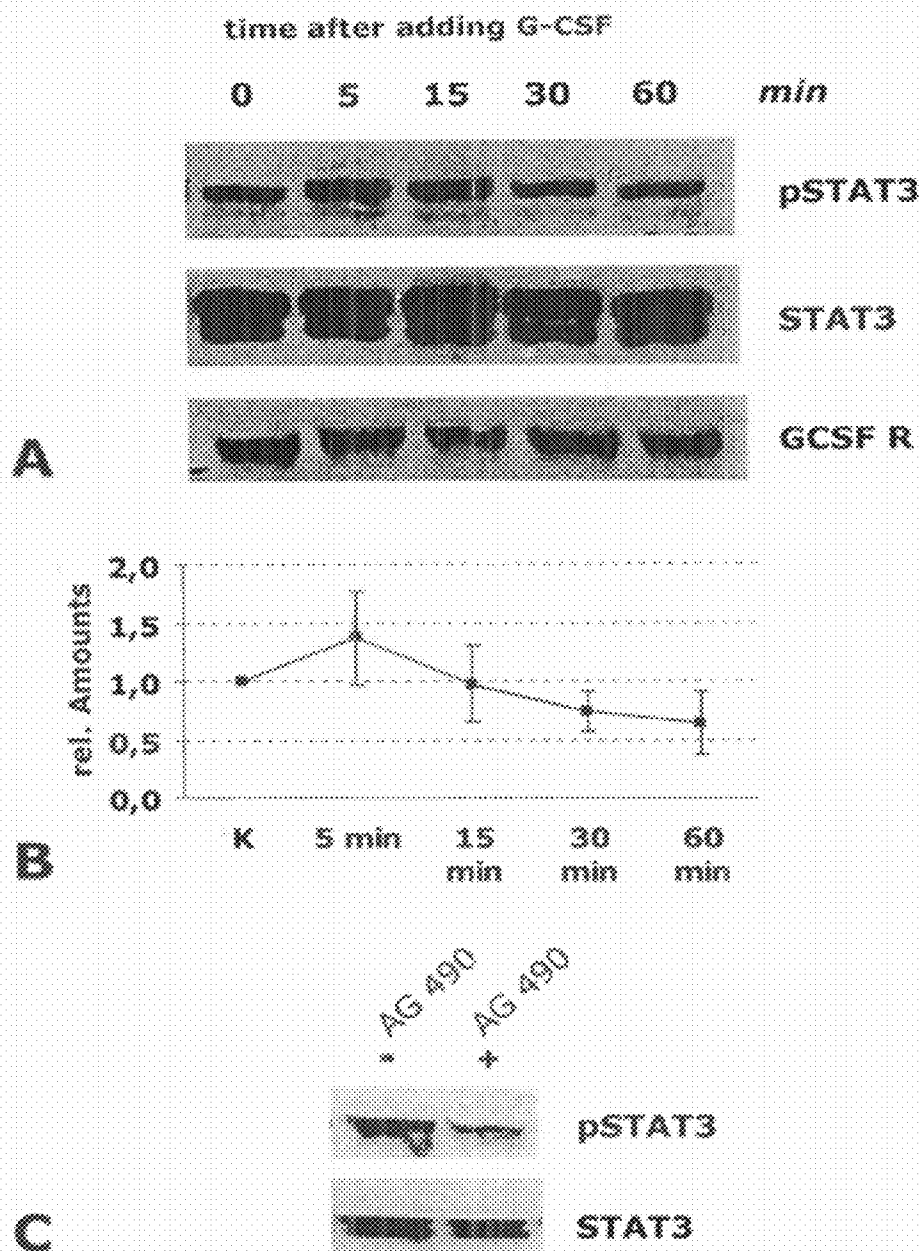 time after adding G-CSF
0 5 15 30 60 min
pSTAT3
STAT3
GCSF R
A
rel. Amounts
2,0
1,5
1,0
0,5
0,0
K 5 min 15 min 30 min 60 min
B
AG 490 AG 490
- +
pSTAT3
STAT3
C